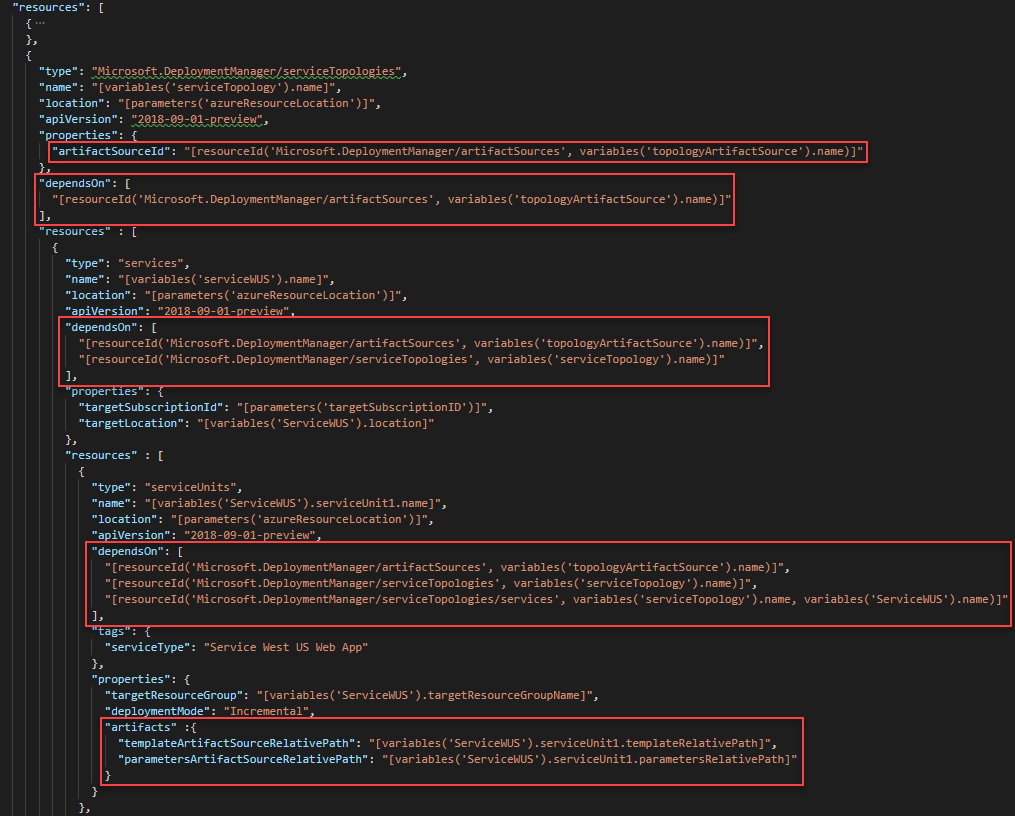 "resources": [
{ ...
},
{
"type": "Microsoft.DeploymentManager/serviceTopologies",
"name": "[variables('serviceTopology').name]",
"location": "[parameters('azureResourceLocation')]",
"apiVersion": "2018-09-01-preview",
"properties": {
"artifactSourceId": "[resourceId('Microsoft.DeploymentManager/artifactSources', variables('topologyArtifactSource').name)]"
},
"dependsOn": [
"[resourceId('Microsoft.DeploymentManager/artifactSources', variables('topologyArtifactSource').name)]"
],
"resources" : [
{
"type": "services",
"name": "[variables('serviceWUS').name]",
"location": "[parameters('azureResourceLocation')]",
"apiVersion": "2018-09-01-preview",
"dependsOn": [
"[resourceId('Microsoft.DeploymentManager/artifactSources', variables('topologyArtifactSource').name)]",
"[resourceId('Microsoft.DeploymentManager/serviceTopologies', variables('serviceTopology').name)]"
],
"properties": {
"targetSubscriptionId": "[parameters('targetSubscriptionID')]",
"targetLocation": "[variables('ServiceWUS').location]"
},
"resources" : [
{
"type": "serviceUnits",
"name": "[variables('ServiceWUS').serviceUnit1.name]",
"location": "[parameters('azureResourceLocation')]",
"apiVersion": "2018-09-01-preview",
"dependsOn": [
"[resourceId('Microsoft.DeploymentManager/artifactSources', variables('topologyArtifactSource').name)]",
"[resourceId('Microsoft.DeploymentManager/serviceTopologies', variables('serviceTopology').name)]",
"[resourceId('Microsoft.DeploymentManager/serviceTopologies/services', variables('serviceTopology').name, variables('ServiceWUS').name)]"
],
"tags": {
"serviceType": "Service West US Web App"
},
"properties": {
"targetResourceGroup": "[variables('ServiceWUS').targetResourceGroupName]",
"deploymentMode": "Incremental",
"artifacts" :{
"templateArtifactSourceRelativePath": "[variables('ServiceWUS').serviceUnit1.templateRelativePath]",
"parametersArtifactSourceRelativePath": "[variables('ServiceWUS').serviceUnit1.parametersRelativePath]"
}
}
},